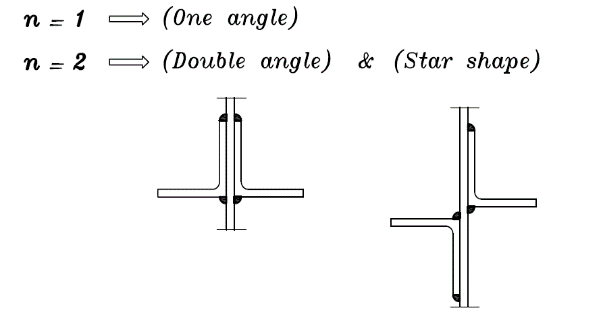 n = 1 ⟹ (One angle)
n = 2 ⟹ (Double angle) & (Star shape)